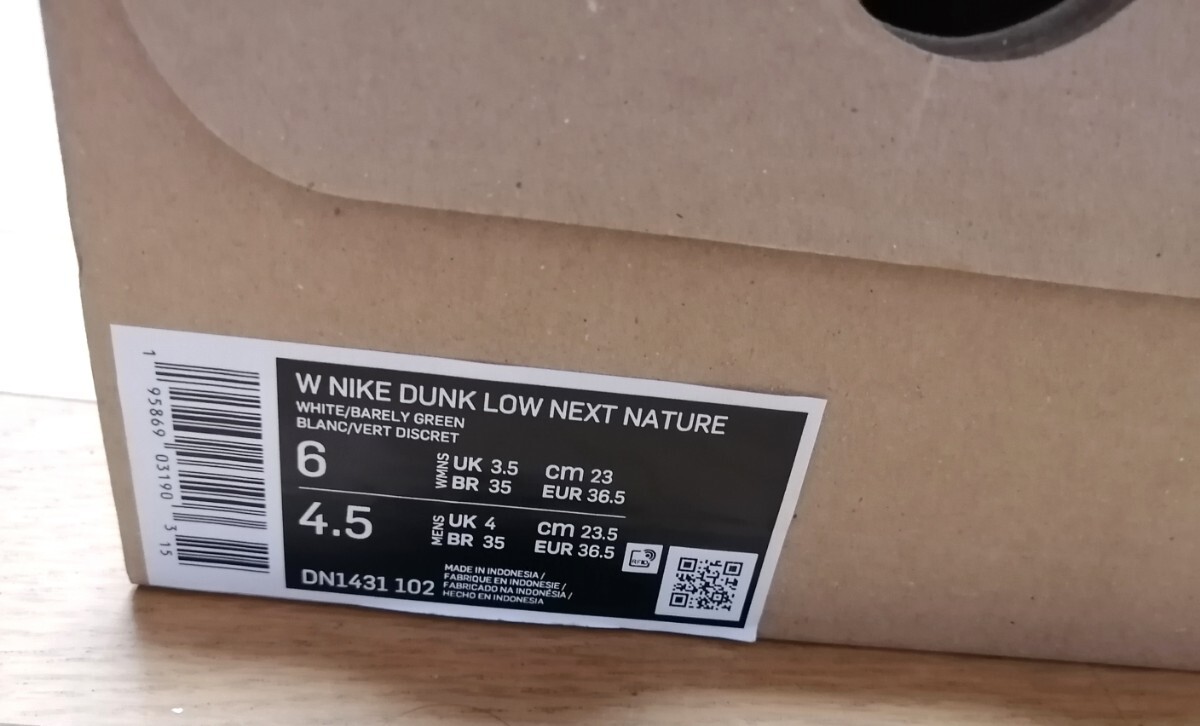 1 95869 03190 3 15
W NIKE DUNK LOW NEXT NATURE
WHITE/BARELY GREEN
BLANC/VERT DISCRET
6 WMNS UK 3.5 cm 23
BR 35 EUR 36.5
4.5 MENS UK 4 cm 23.5
BR 35 EUR 36.5
DN1431 102
MADE IN INDONESIA /
FABRIQUE EN INDONESIE /
FABRICADO NA INDONÉSIA /
HECHO EN INDONESIA